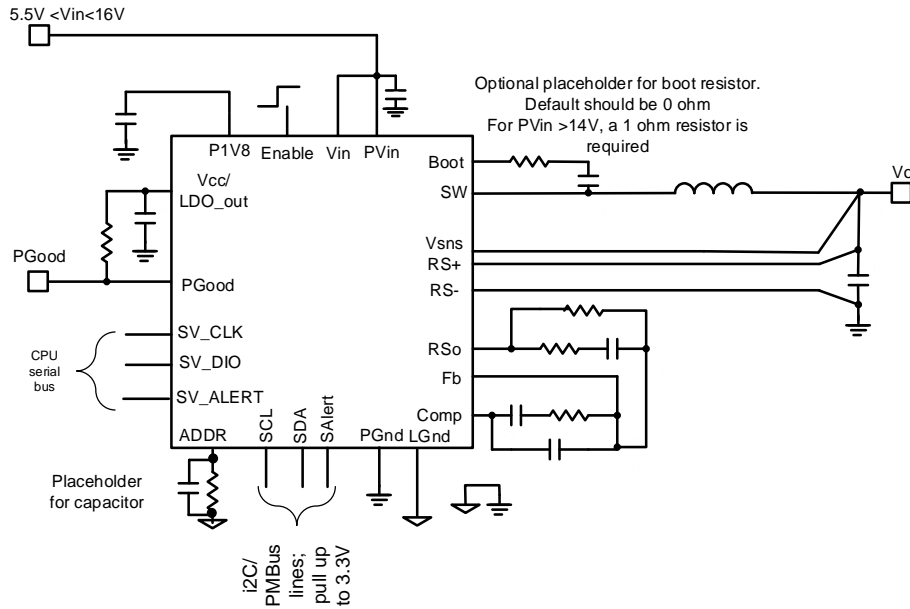 5.5V <Vin<16V
Optional placeholder for boot resistor.
Default should be 0 ohm
For PVin >14V, a 1 ohm resistor is
required
P1V8
Enable
Vin
PVin
Boot
SW
Vcc/
LDO_out
Vo
Vsns
RS+
RS-
PGood
PGood
SV_CLK
SV_DIO
SV_ALERT
CPU
serial
bus
RSo
Fb
Comp
ADDR
SCL
SDA
SAlert
PGnd
LGnd
Placeholder
for capacitor
i2C/
PMBus
lines;
pull up
to 3.3V